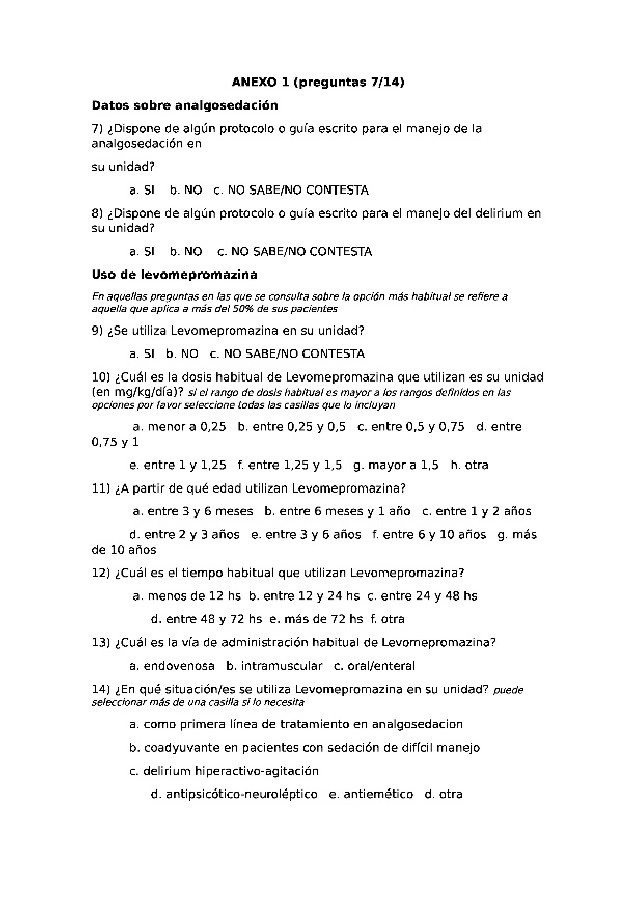 ANEXO 1 (preguntas 7/14)
Datos sobre analgosedación
7) ¿Dispone de algún protocolo o guía escrito para el manejo de la
analgosedación en
su unidad?
a. SI b. NO c. NO SABE/NO CONTESTA
8) ¿Dispone de algún protocolo o guía escrito para el manejo del delirium en
su unidad?
a. SI b. NO c. NO SABE/NO CONTESTA
Uso de levomepromazina
En aquellas preguntas en las que se consulta sobre la opción más habitual se refiere a
aquella que aplica a más del 50% de sus pacientes
9) ¿Se utiliza Levomepromazina en su unidad?
a. SI b. NO c. NO SABE/NO CONTESTA
10) ¿Cuál es la dosis habitual de Levomepromazina que utilizan es su unidad
(en mg/kg/día)? si el rango de dosis habitual es mayor a los rangos definidos en las
opciones por favor seleccione todas las casillas que lo incluyan
a. menor a 0,25 b. entre 0,25 y 0,5 c. entre 0,5 y 0,75 d. entre
0,75 y 1
e. entre 1 y 1,25 f. entre 1,25 y 1,5 g. mayor a 1,5 h. otra
11) ¿A partir de qué edad utilizan Levomepromazina?
a. entre 3 y 6 meses b. entre 6 meses y 1 año c. entre 1 y 2 años
d. entre 2 y 3 años e. entre 3 y 6 años f. entre 6 y 10 años g. más
de 10 años
12) ¿Cuál es el tiempo habitual que utilizan Levomepromazina?
a. menos de 12 hs b. entre 12 y 24 hs c. entre 24 y 48 hs
d. entre 48 y 72 hs e. más de 72 hs f. otra
13) ¿Cuál es la vía de administración habitual de Levomepromazina?
a. endovenosa b. intramuscular c. oral/enteral
14) ¿En qué situación/es se utiliza Levomepromazina en su unidad? puede
seleccionar más de una casilla si lo necesita
a. como primera línea de tratamiento en analgosedacion
b. coadyuvante en pacientes con sedación de difícil manejo
c. delirium hiperactivo-agitación
d. antipsicótico-neuroléptico e. antiemético d. otra